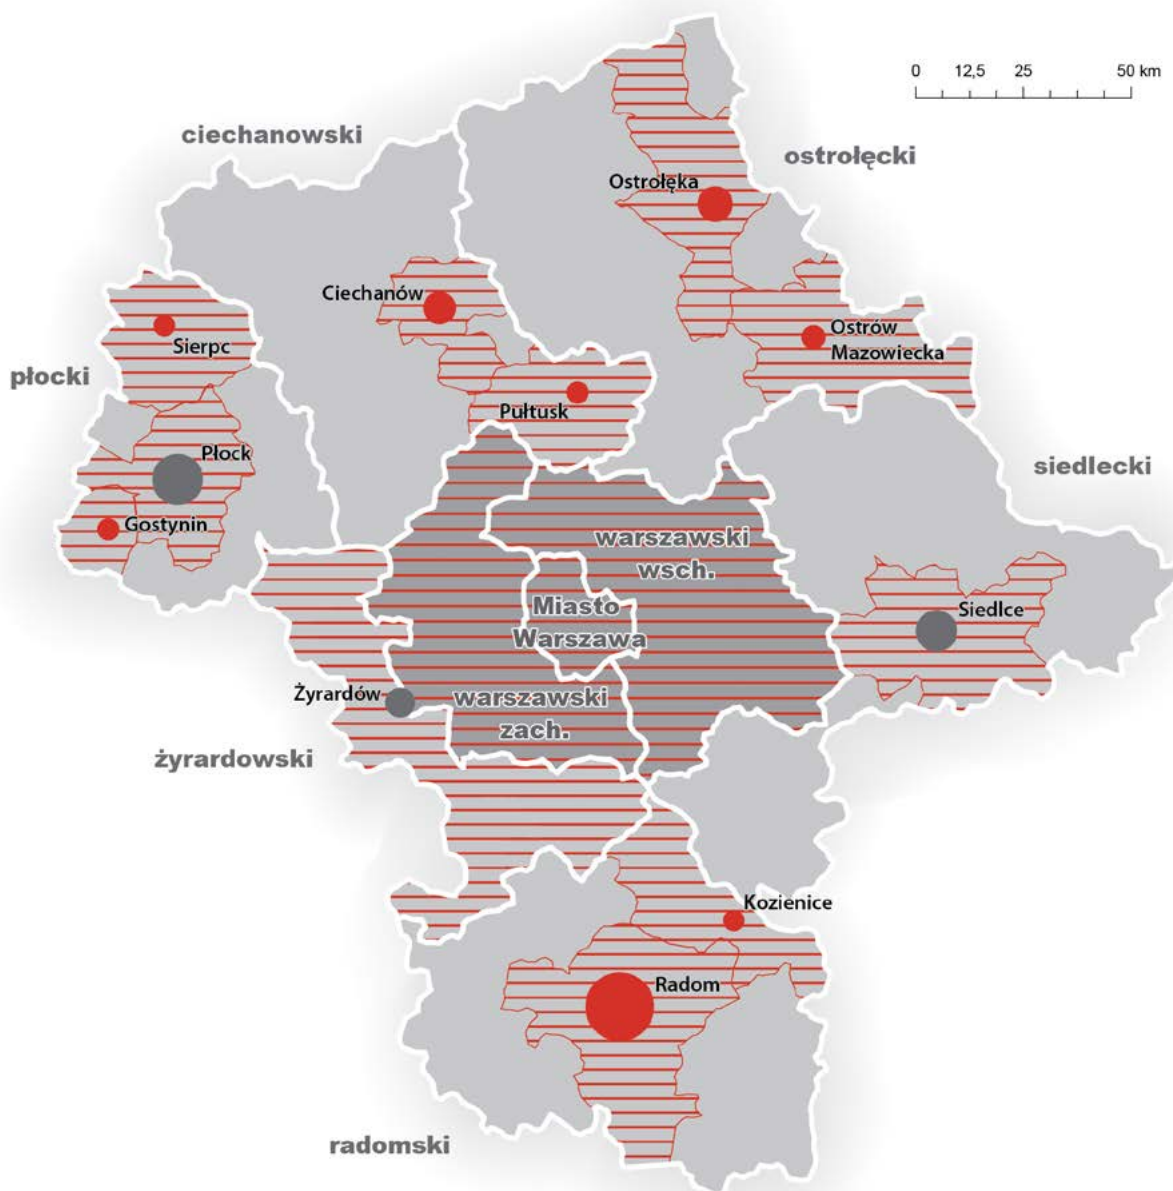 0 12,5 25 50 km
ciechanowski
ostrołęcki
Ostrołęka
Ciechanów
Sierpc
Ostrów
Mazowiecka
płocki
Pułtusk
Płock
siedlecki
Gostynin
warszawski
wsch.
Miasto
Warszawa
Siedlce
Żyrardów
warszawski
zach.
żyrardowski
Kozienice
Radom
radomski